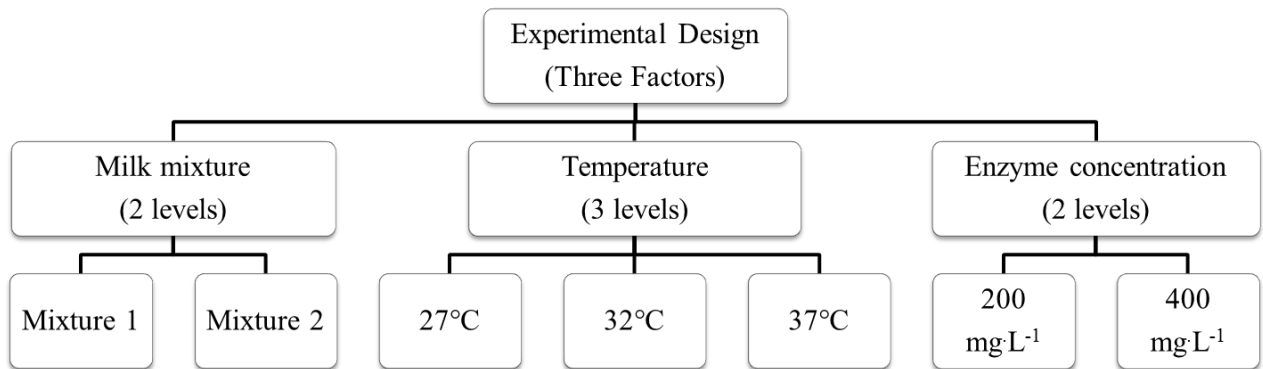 Experimental Design
(Three Factors)
Milk mixture
(2 levels)
Temperature
(3 levels)
Enzyme concentration
(2 levels)
Mixture 1
Mixture 2
27°C
32°C
37°C
200
mg·L-1
400
mg·L-1